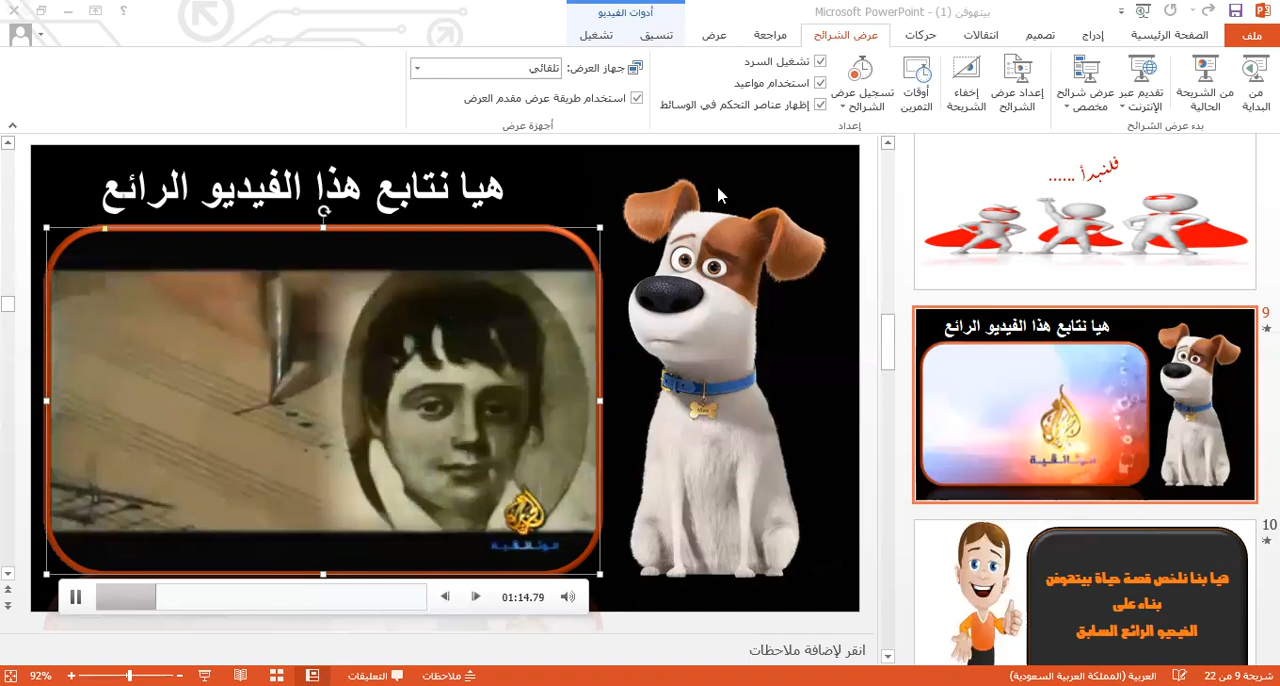 بيتهوفن (1) - Microsoft PowerPoint
أدوات الفيديو
ملف
الصفحة الرئيسية
إدراج
تصميم
انتقالات
حركات
عرض الشرائح
مراجعة
عرض
تنسيق
تشغيل
من البداية
من الشريحة الحالية
تقديم عبر الإنترنت
عرض شرائح مخصص
إعداد عرض الشرائح
إخفاء الشريحة
أوقات التمرين
تسجيل عرض الشرائح
تشغيل السرد
استخدام مواعيد
إظهار عناصر التحكم في الوسائط
جهاز العرض: تلقائي
استخدام طريقة عرض مقدم العرض
بدء عرض الشرائح
إعداد
أجهزة عرض
فلنبدأ ......
9
هيا نتابع هذا الفيديو الرائع
الوثائقية
10
هيا بنا نلخص قصة حياة بيتهوفن
بناء على
الفيديو الرائع السابق
هيا نتابع هذا الفيديو الرائع
Max
الوثائقية
01:14.79
انقر لإضافة ملاحظات
شريحة 9 من 22
العربية (المملكة العربية السعودية)
ملاحظات
التعليقات
92%